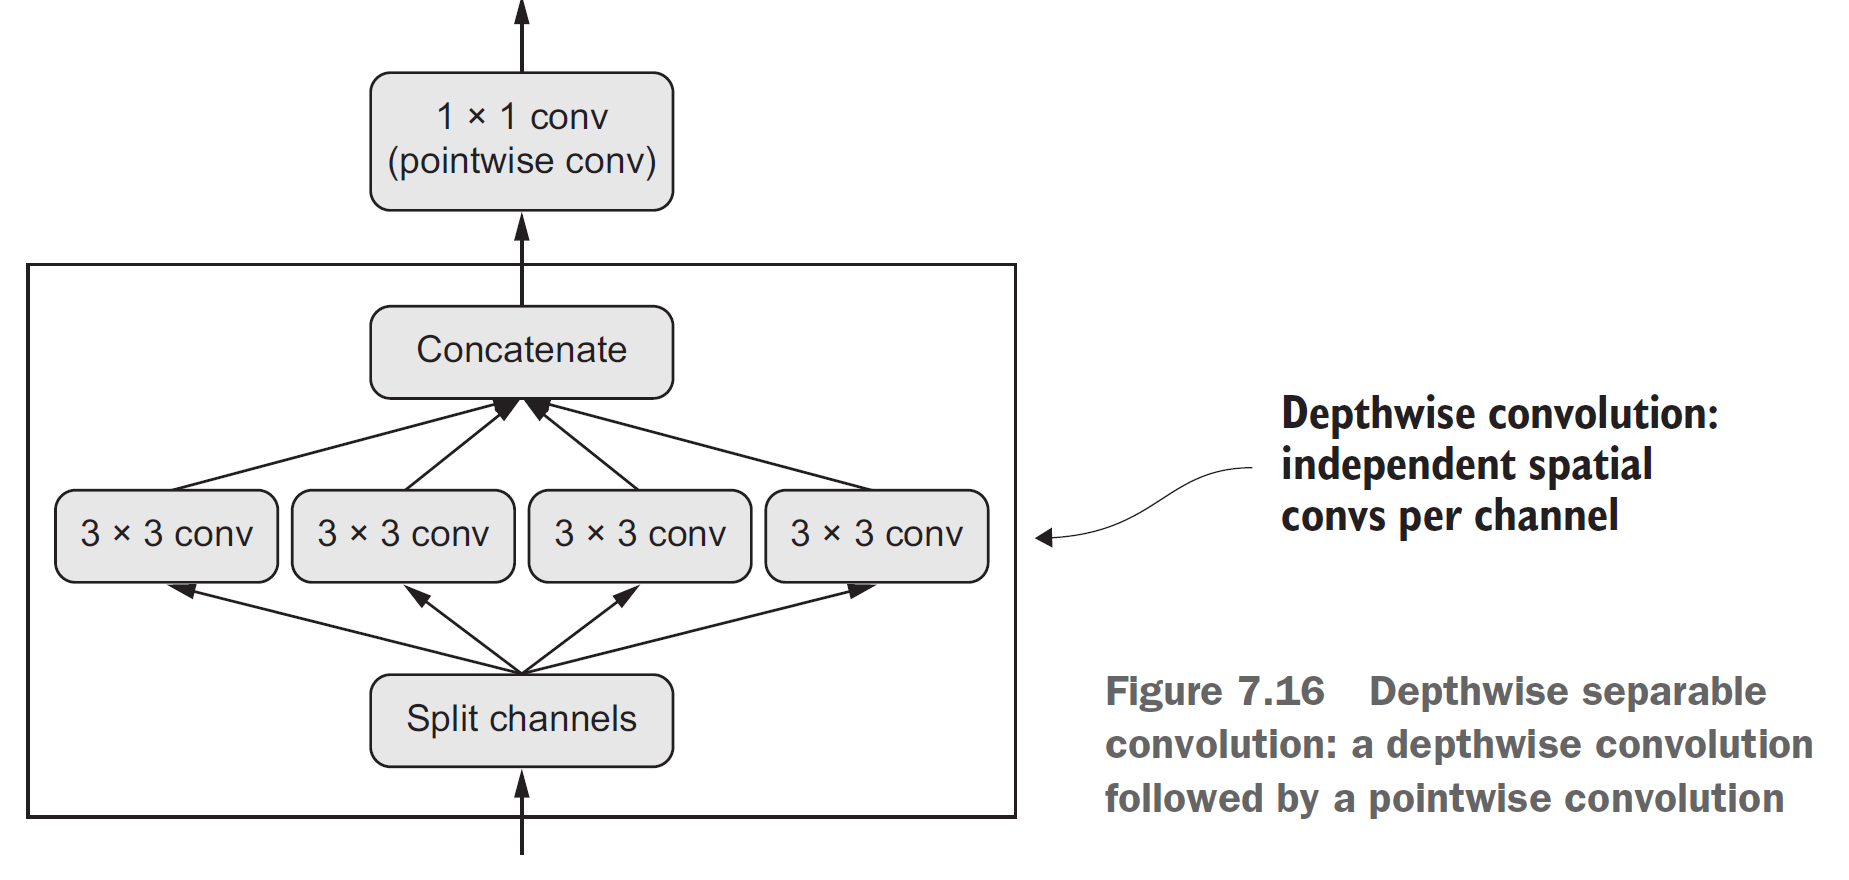 1 × 1 conv
(pointwise conv)
Concatenate
3 × 3 conv
3 × 3 conv
3 × 3 conv
3 × 3 conv
Split channels
Depthwise convolution:
independent spatial
convs per channel
Figure 7.16 Depthwise separable
convolution: a depthwise convolution
followed by a pointwise convolution